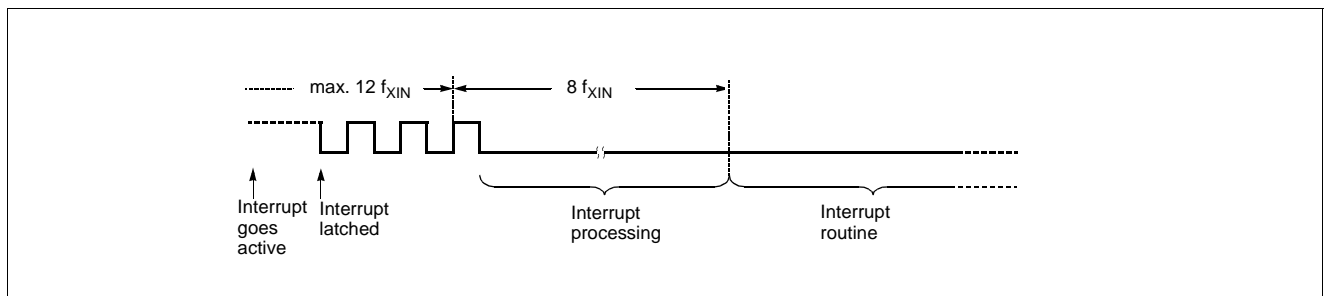 max. 12 fXIN
8 fXIN
Interrupt
goes
active
Interrupt
latched
Interrupt
processing
Interrupt
routine